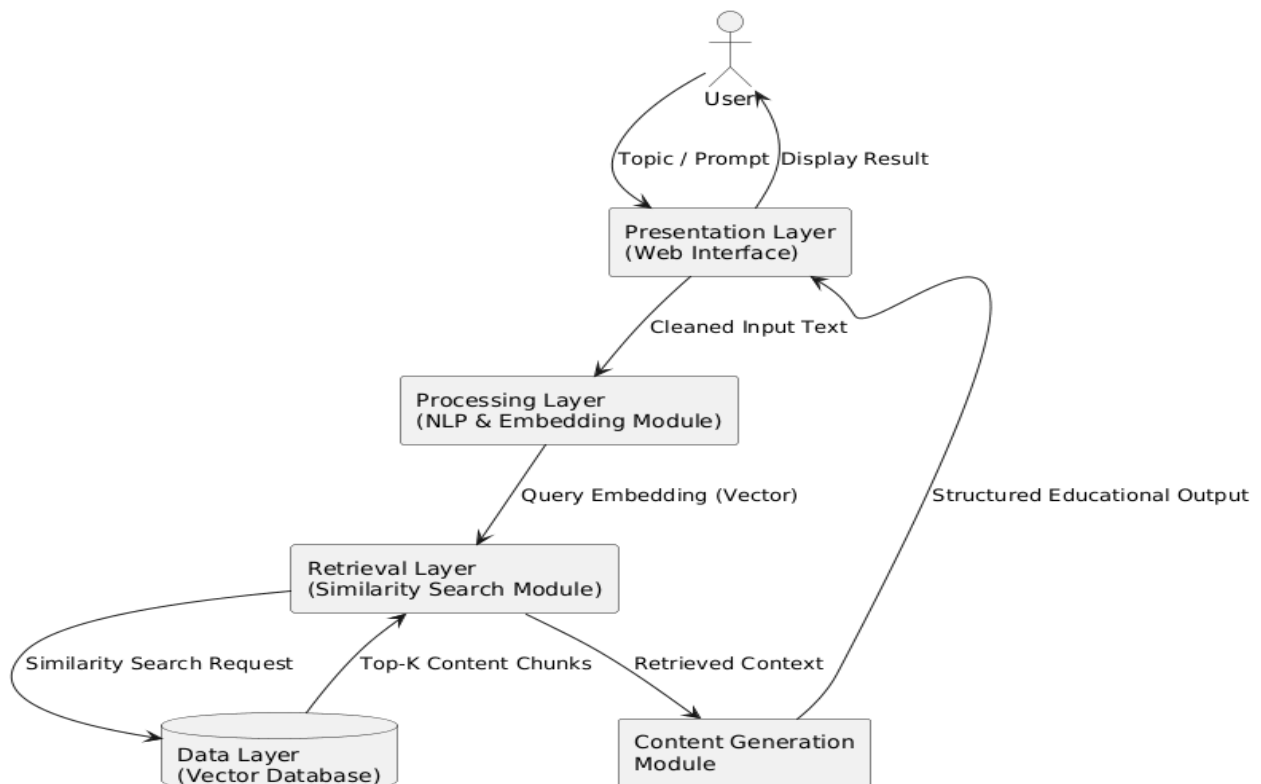 User
Topic / Prompt
Display Result
Presentation Layer
(Web Interface)
Cleaned Input Text
Processing Layer
(NLP & Embedding Module)
Query Embedding (Vector)
Structured Educational Output
Retrieval Layer
(Similarity Search Module)
Similarity Search Request
Top-K Content Chunks
Retrieved Context
Data Layer
(Vector Database)
Content Generation
Module